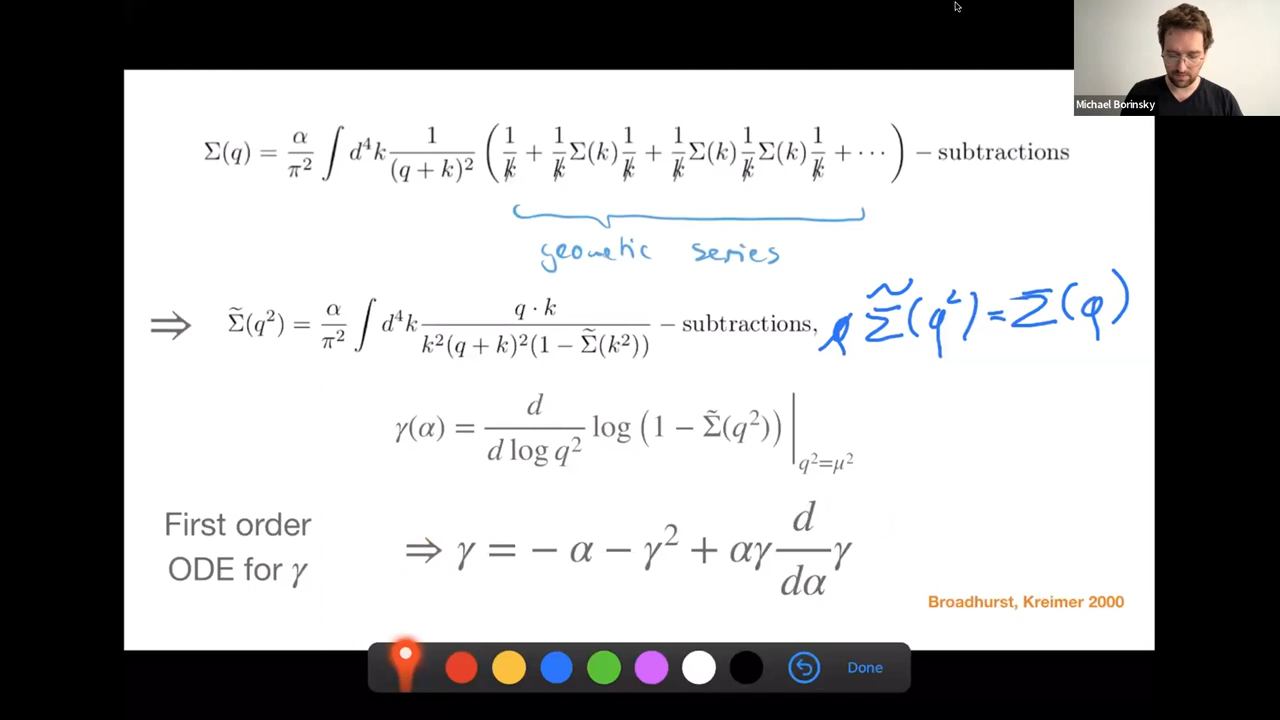 Michael Borinsky
Σ(q) = α/π² ∫ d⁴k 1/(q + k)² (1/k̸ + 1/k̸ Σ(k) 1/k̸ + 1/k̸ Σ(k) 1/k̸ Σ(k) 1/k̸ + ⋯) − subtractions
geometic series
⇒ Σ̃(q²) = α/π² ∫ d⁴k q · k / k²(q + k)²(1 − Σ̃(k²)) − subtractions, q̸ Σ̃(q²) = Σ(q)
γ(α) = d/d log q² log (1 − Σ̃(q²)) |q²=μ²
First order
ODE for γ
⇒ γ = − α − γ² + αγ d/dα γ
Broadhurst, Kreimer 2000
Done